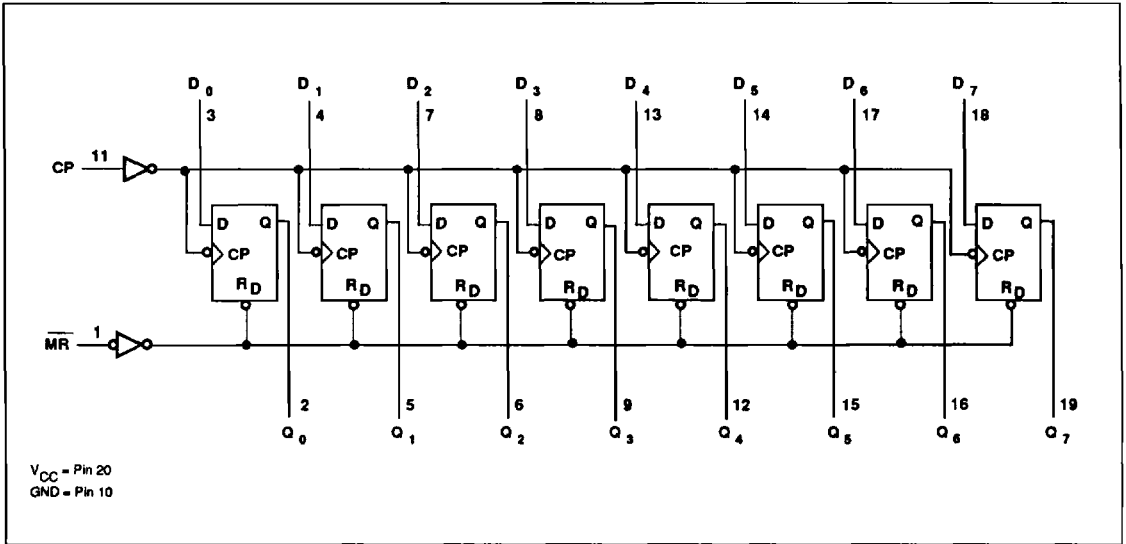 D0 D1 D2 D3 D4 D5 D6 D7
3 4 7 8 13 14 17 18
CP 11
D Q D Q D Q D Q D Q D Q D Q D Q
CP CP CP CP CP CP CP CP
RD RD RD RD RD RD RD RD
MR 1
2 5 6 9 12 15 16 19
Q0 Q1 Q2 Q3 Q4 Q5 Q6 Q7
VCC = Pin 20
GND = Pin 10